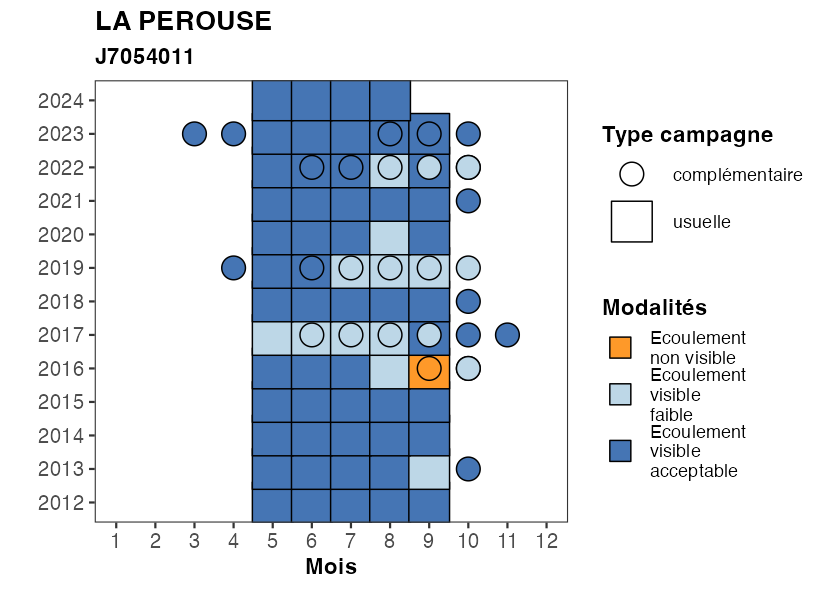 LA PEROUSE
J7054011
2024
2023
2022
2021
2020
2019
2018
2017
2016
2015
2014
2013
2012
1 2 3 4 5 6 7 8 9 10 11 12
Mois
Type campagne
complémentaire
usuelle
Modalités
Ecoulement
non visible
Ecoulement
visible
faible
Ecoulement
visible
acceptable